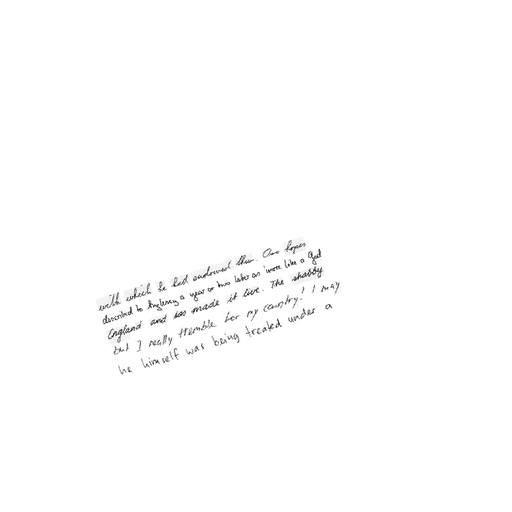 with which he had endowed them. Our hopes
described to Anglesey a year or two later as 'more like a God
England and has made it live. The shabby
but I really tremble for my country! I may
he himself was being treated under a